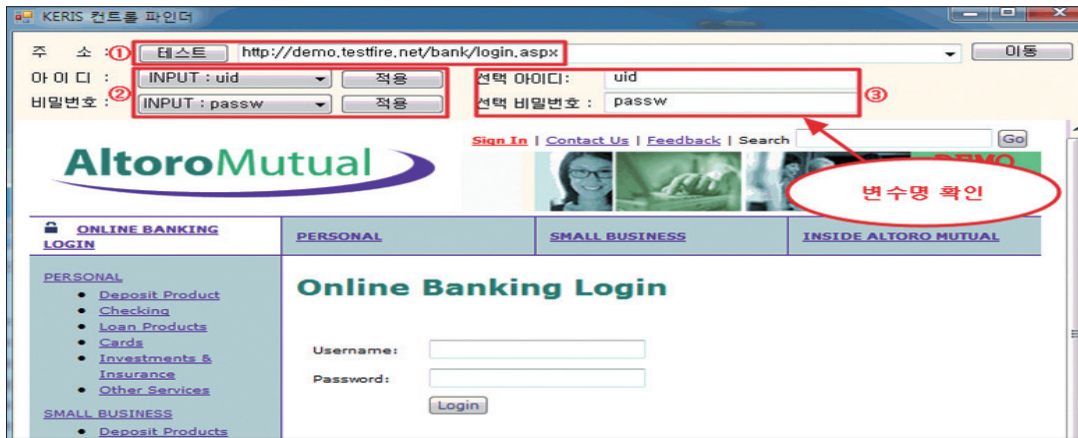 KERIS 컨트롤 파인더
주 소 : ① 테스트 http://demo.testfire.net/bank/login.aspx 이동
아이디 : INPUT : uid 적용 선택 아이디: uid
비밀번호 : ② INPUT : passw 적용 선택 비밀번호 : passw ③
Sign In | Contact Us | Feedback | Search Go
AltoroMutual
DEMO
변수명 확인
ONLINE BANKING LOGIN
PERSONAL
SMALL BUSINESS
INSIDE ALTORO MUTUAL
PERSONAL
Deposit Product
Checking
Loan Products
Cards
Investments &
Insurance
Other Services
SMALL BUSINESS
Deposit Products
Online Banking Login
Username:
Password:
Login